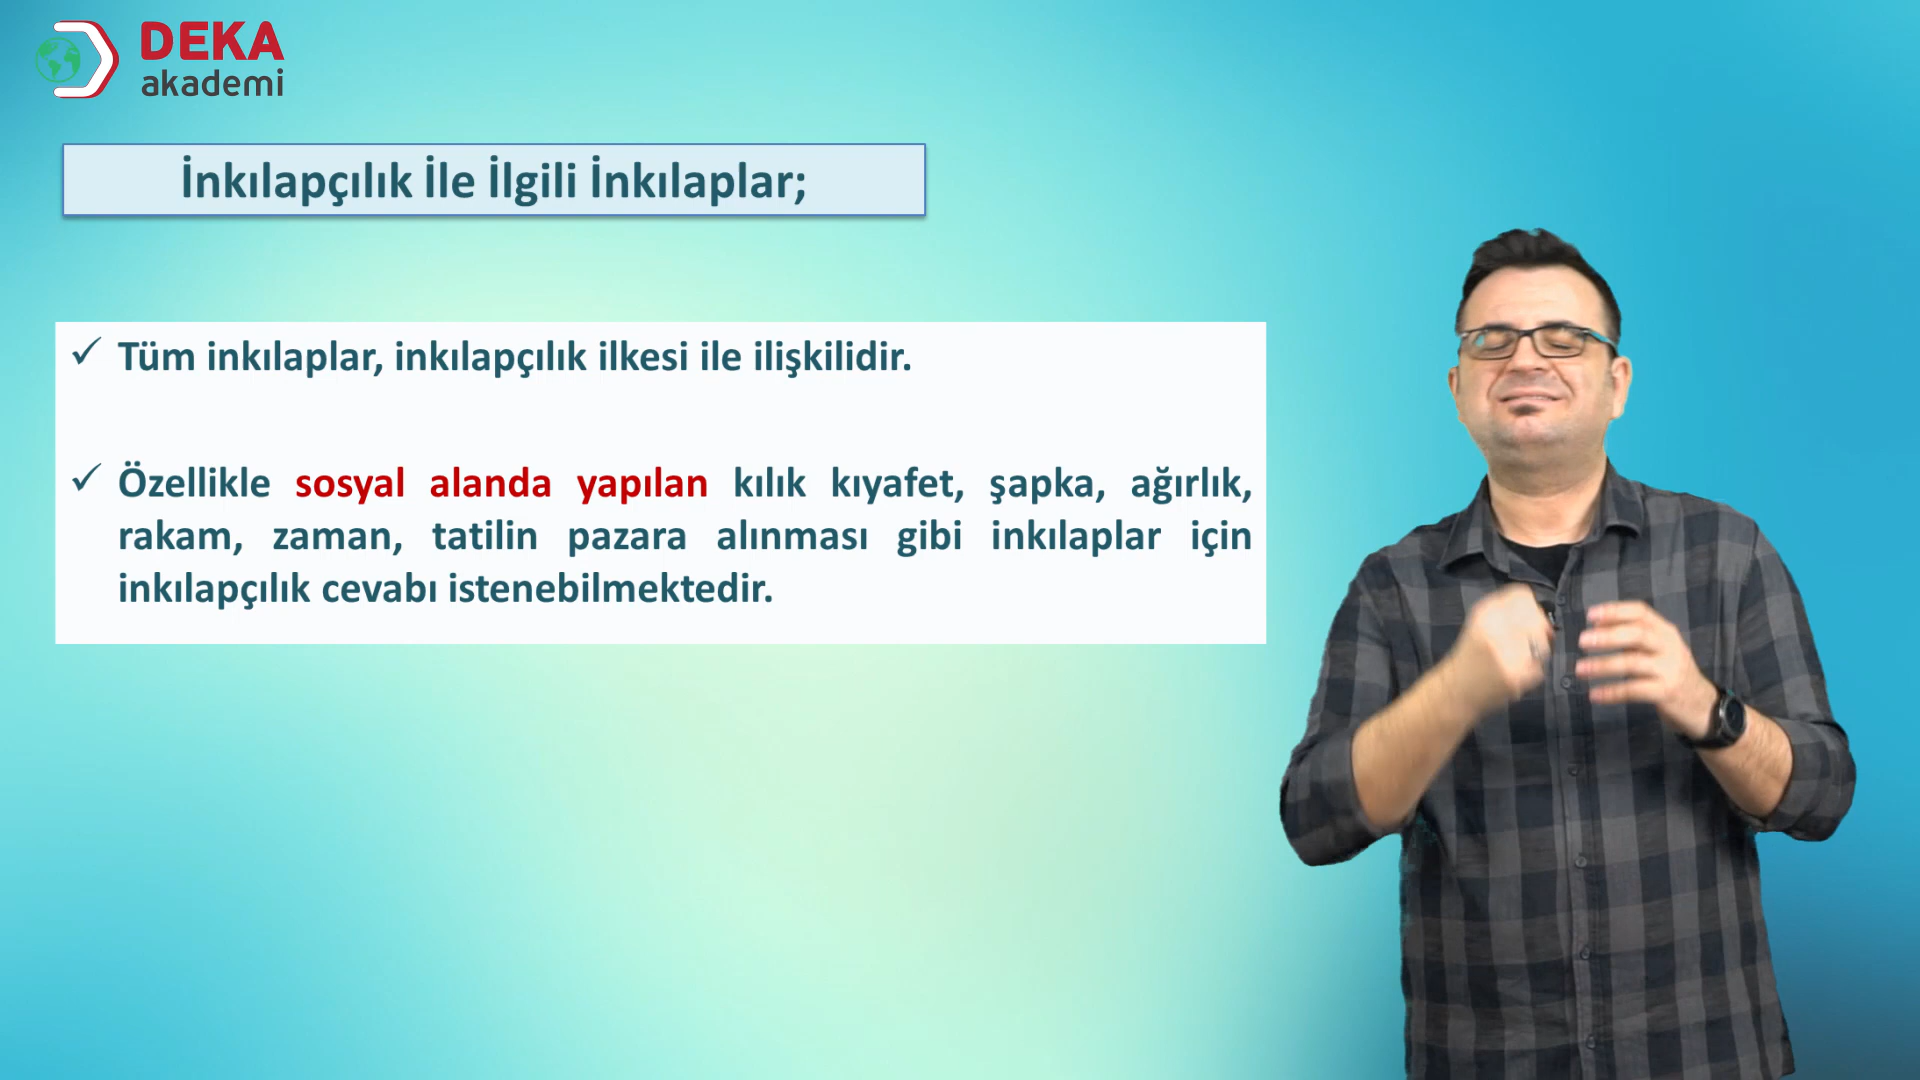 DEKA
akademi
İnkılapçılık İle İlgili İnkılaplar;
✓ Tüm inkılaplar, inkılapçılık ilkesi ile ilişkilidir.
✓ Özellikle sosyal alanda yapılan kılık kıyafet, şapka, ağırlık,
rakam, zaman, tatilin pazara alınması gibi inkılaplar için
inkılapçılık cevabı istenebilmektedir.